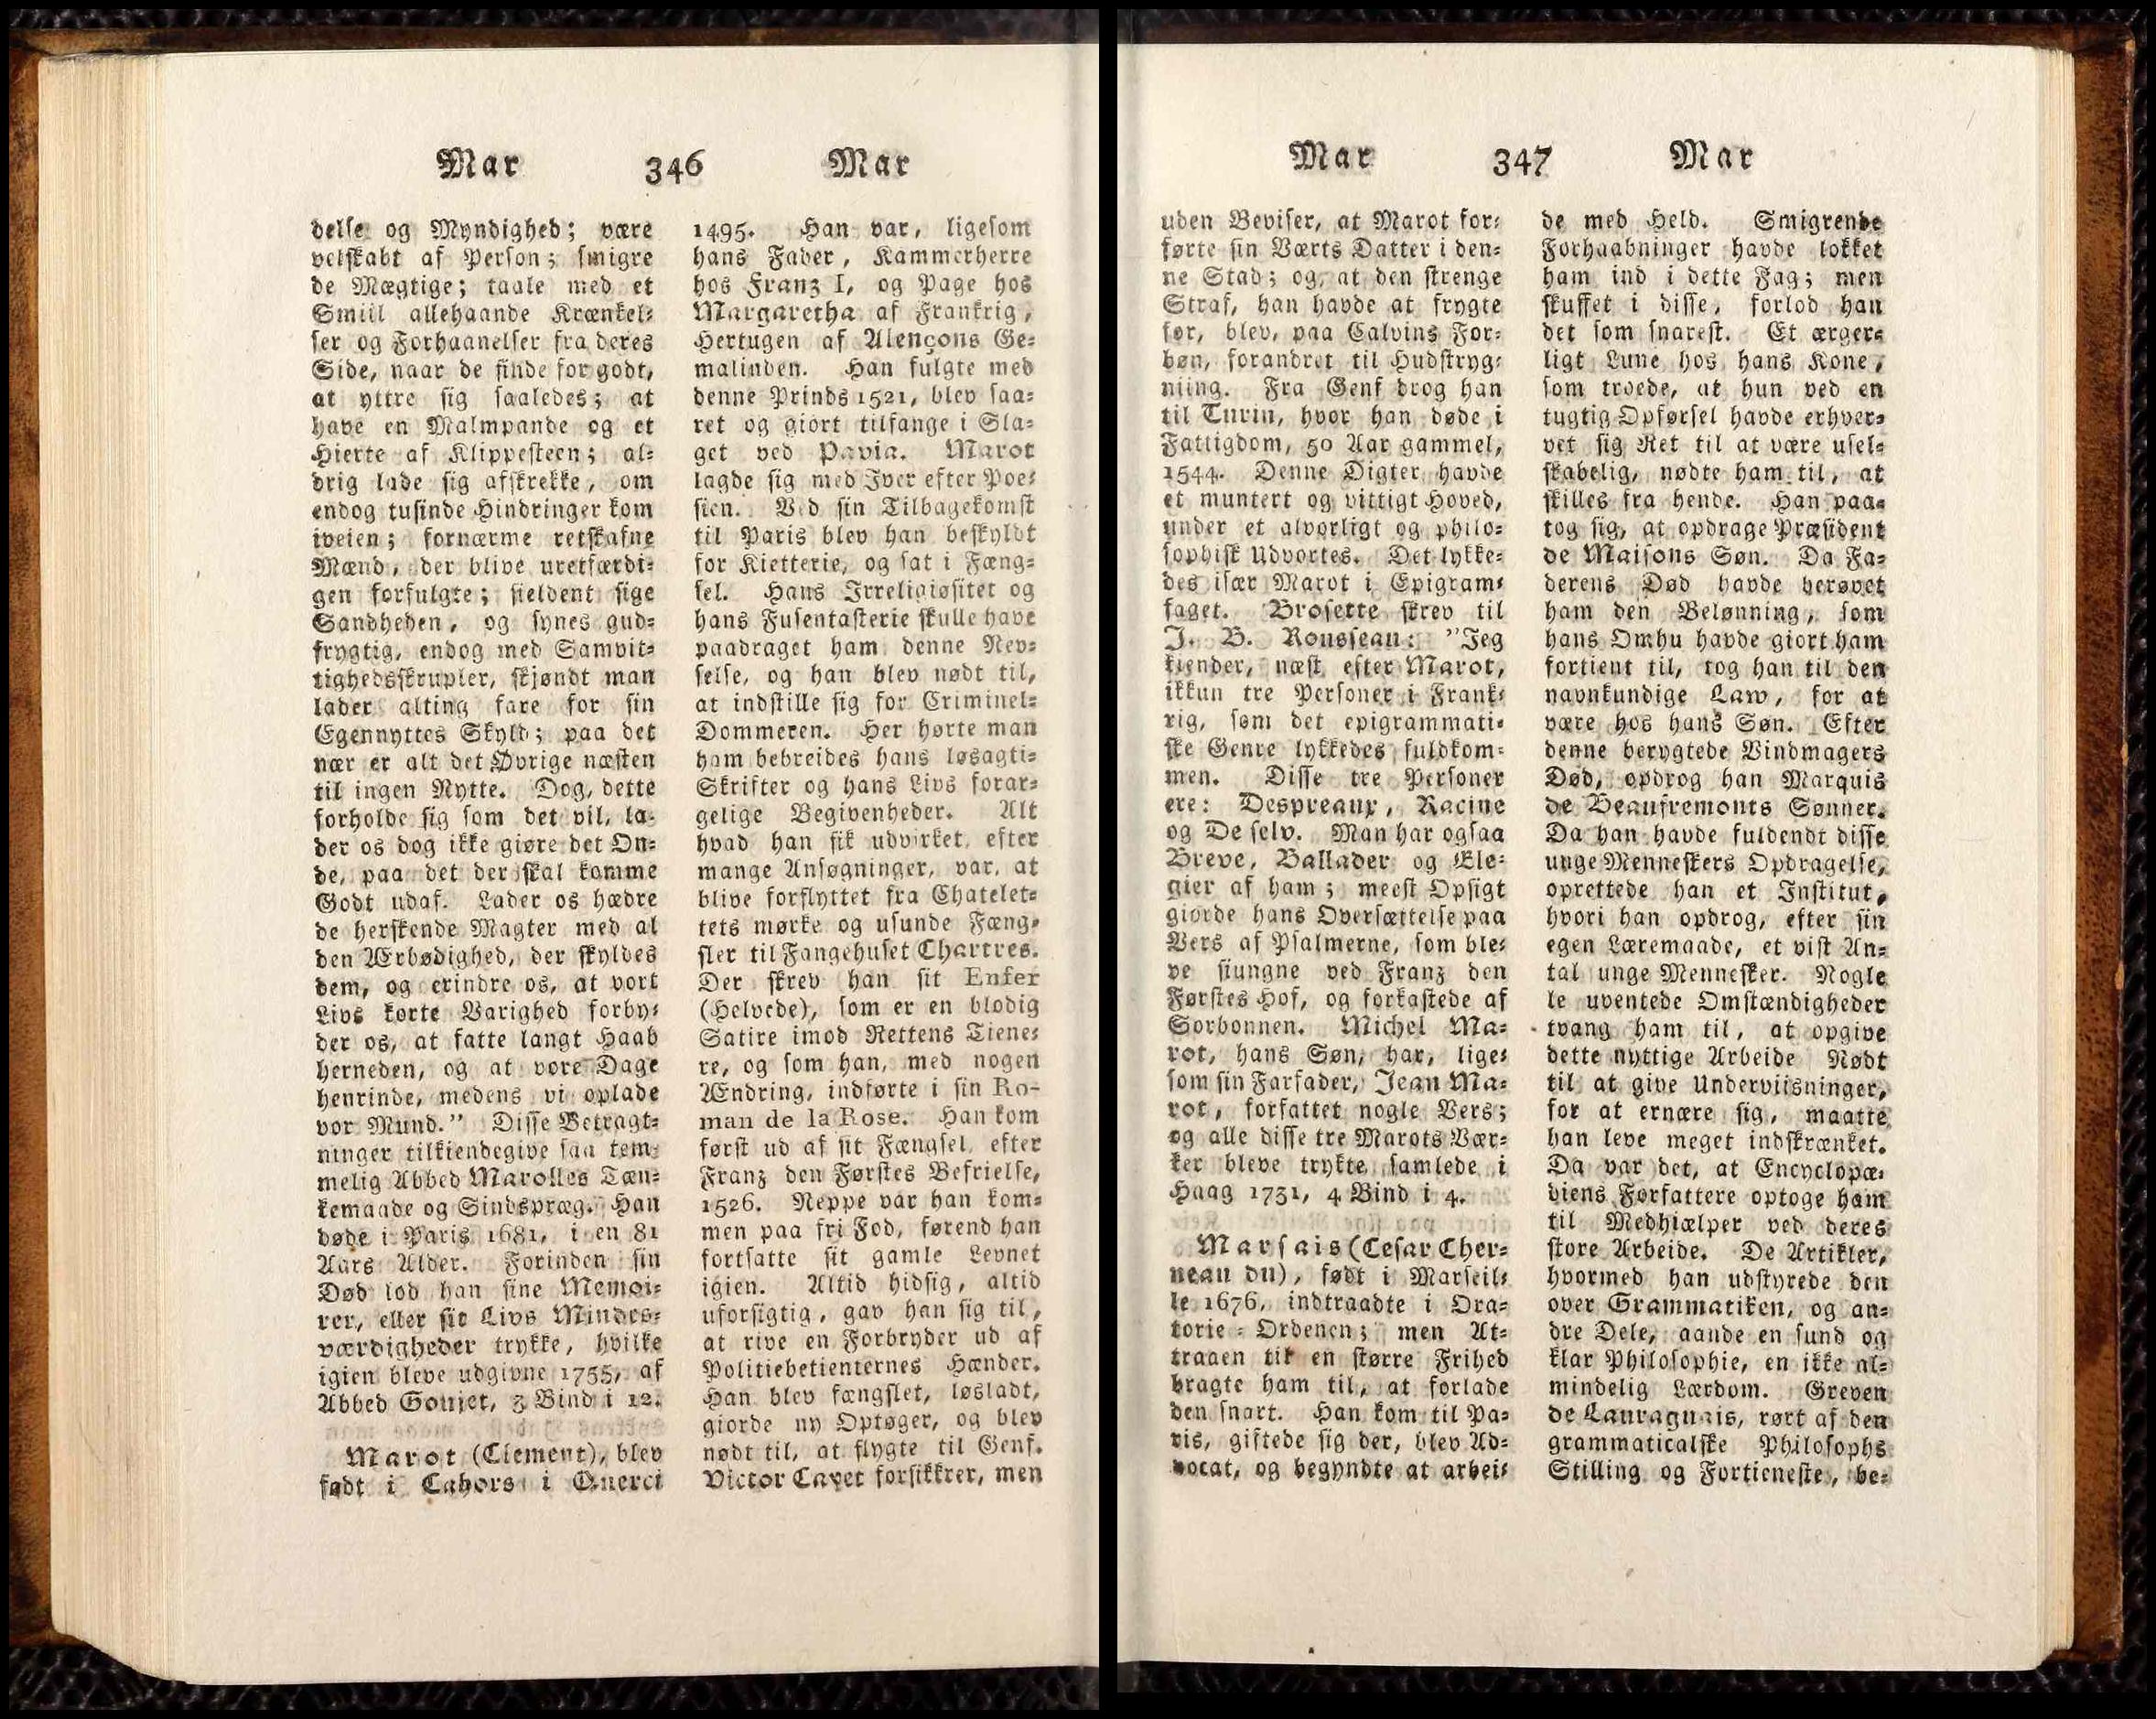 Mar 346 Mar
delse og Myndighed; være
velskabt af Person; smigre
de Mægtige; taale med et
Smiil allehaande Krænkel=
ser og Forhaanelser fra deres
Side, naar de finde for godt,
at yttre sig saaledes; at
have en Malmpande og et
Hierte af Klippesteen; al=
drig lade sig afskrekke, om
endog tusinde Hindringer kom
iveien; fornærme retskafne
Mænd, der blive uretfærdi=
gen forfulgte; sieldent sige
Sandheden, og synes gud=
frygtig, endog med Samvit=
tighedsskrupler, skjøndt man
lader alting fare for sin
Egennyttes Skyld; paa det
nær er alt det Øvrige næsten
til ingen Nytte. Dog, dette
forholde sig som det vil, la=
der os dog ikke giøre det On=
de, paa det der skal komme
Godt udaf. Lader os hædre
de herskende Magter med al
den Ærbødighed, der skyldes
dem, og erindre os, at vort
Livs korte Varighed forby=
der os, at fatte langt Haab
herneden, og at vore Dage
henrinde, medens vi oplade
vor Mund.” Disse Betragt=
ninger tilkiendegive saa tem=
melig Abbed Marolles Tæn=
kemaade og Sindspræg. Han
døde i Paris 1681, i en 81
Aars Alder. Forinden sin
Død lod han sine Memoi=
rer, eller sit Livs Mindes=
værdigheder trykke, hvilke
igien bleve udgivne 1755, af
Abbed Goujet, 3 Bind i 12.
Marot (Clement), blev
født i Cahors i Querci
1495. Han var, ligesom
hans Fader, Kammerherre
hos Franz I, og Page hos
Margaretha af Frankrig,
Hertugen af Alençons Ge=
malinden. Han fulgte med
denne Prinds 1521, blev saa=
ret og giort tilfange i Sla=
get ved Pavia. Marot
lagde sig med Iver efter Poe=
sien. Ved sin Tilbagekomst
til Paris blev han beskyldt
for Kietterie, og sat i Fæng=
sel. Hans Irreligiøsitet og
hans Fusentasterie skulle have
paadraget ham denne Rev=
selse, og han blev nødt til,
at indstille sig for Criminel=
Dommeren. Her hørte man
ham bebreides hans løsagti=
Skrifter og hans Livs forar=
gelige Begivenheder. Alt
hvad han fik udvirket, efter
mange Ansøgninger, var, at
blive forflyttet fra Chatelet=
tets mørke og usunde Fæng=
sler til Fangehuset Chartres.
Der skrev han sit Enfer
(Helvede), som er en blodig
Satire imod Rettens Tiene=
re, og som han, med nogen
Ændring, indførte i sin Ro-
man de la Rose. Han kom
først ud af sit Fængsel, efter
Franz den Førstes Befrielse,
1526. Neppe var han kom=
men paa fri Fod, førend han
fortsatte sit gamle Levnet
igien. Altid hidsig, altid
uforsigtig, gav han sig til,
at rive en Forbryder ud af
Politiebetienternes Hænder.
Han blev fængslet, løsladt,
giorde ny Optøger, og blev
nødt til, at flygte til Genf.
Victor Cayet forsikkrer, men
Mar 347 Mar
uden Beviser, at Marot for=
førte sin Værts Datter i den=
ne Stad; og, at den strenge
Straf, han havde at frygte
før, blev, paa Calvins For=
bøn, forandret til Hudstryg=
ning. Fra Genf drog han
til Turin, hvor han døde i
Fattigdom, 50 Aar gammel,
1544. Denne Digter havde
et muntert og vittigt Hoved,
under et alvorligt og philo=
sophisk Udvortes. Det lykke=
des især Marot i Epigram=
faget. Brosette skrev til
J. B. Rousseau: ”Jeg
kiender, næst efter Marot,
ikkun tre Personer i Frank=
rig, som det epigrammati=
ske Genre lykkedes fuldkom=
men. Disse tre Personer
ere: Despreaux, Racine
og De selv. Man har ogsaa
Breve, Ballader og Ele=
gier af ham; meest Opsigt
giorde hans Oversættelse paa
Vers af Psalmerne, som ble=
ve siungne ved Franz den
Førstes Hof, og forkastede af
Sorbonnen. Michel Ma=
rot, hans Søn, har, lige=
som sin Farfader, Jean Ma=
rot, forfattet nogle Vers;
og alle disse tre Marots Vær=
ker bleve trykte samlede i
Haag 1731, 4 Bind i 4.
Marsais (Cesar Cher=
neau du), født i Marseil=
le 1676, indtraadte i Ora=
torie=Ordenen; men At=
traaen til en større Frihed
bragte ham til, at forlade
den snart. Han kom til Pa=
ris, giftede sig der, blev Ad=
vocat, og begyndte at arbei=
de med Held. Smigrende
Forhaabninger havde lokket
ham ind i dette Fag; men
skuffet i disse, forlod han
det som snarest. Et ærger=
ligt Lune hos hans Kone,
som troede, at hun ved en
tugtig Opførsel havde erhver=
vet sig Ret til at være usel=
skabelig, nødte ham til, at
skilles fra hende. Han paa=
tog sig, at opdrage Præsident
de Maisons Søn. Da Fa=
derens Død havde berøvet
ham den Belønning, som
hans Omhu havde giort ham
fortient til, tog han til den
navnkundige Law, for at
være hos hans Søn. Efter
denne berygtede Vindmagers
Død, opdrog han Marquis
de Beaufremonts Sønner.
Da han havde fuldendt disse
unge Menneskers Opdragelse,
oprettede han et Institut,
hvori han opdrog, efter sin
egen Læremaade, et vist An=
tal unge Mennesker. Nogle
le uventede Omstændigheder
tvang ham til, at opgive
dette nyttige Arbeide Nødt
til at give Underviisninger,
for at ernære sig, maatte
han leve meget indskrænket.
Da var det, at Encyclopæ=
diens Forfattere optoge ham
til Medhiælper ved deres
store Arbeide. De Artikler,
hvormed han udstyrede den
over Grammatiken, og an=
dre Dele, aande en sund og
klar Philosophie, en ikke al=
mindelig Lærdom. Greven
de Lauraguais, rørt af den
grammaticalske Philosophs
Stilling og Fortieneste, be=